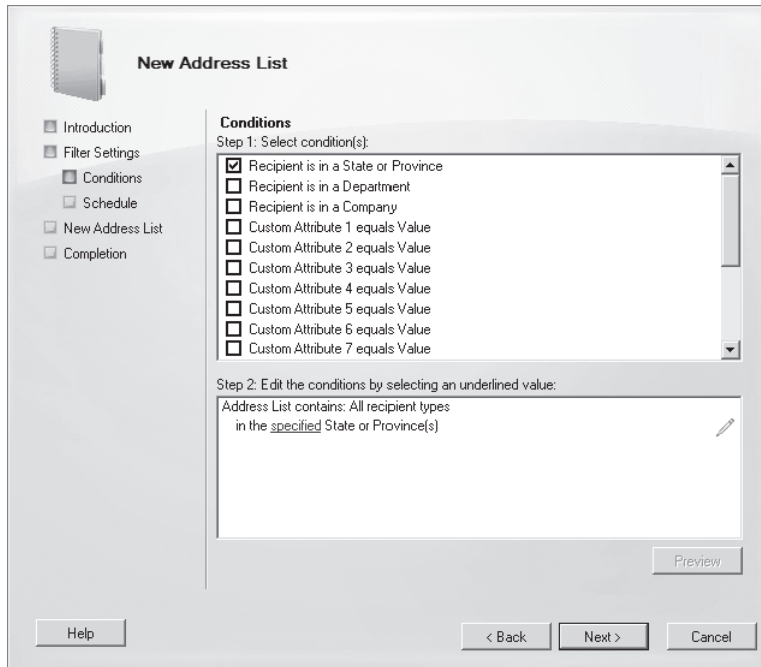 New Address List
Introduction
Filter Settings
Conditions
Schedule
New Address List
Completion
Conditions
Step 1: Select condition(s):
Recipient is in a State or Province
Recipient is in a Department
Recipient is in a Company
Custom Attribute 1 equals Value
Custom Attribute 2 equals Value
Custom Attribute 3 equals Value
Custom Attribute 4 equals Value
Custom Attribute 5 equals Value
Custom Attribute 6 equals Value
Custom Attribute 7 equals Value
Step 2: Edit the conditions by selecting an underlined value:
Address List contains: All recipient types
in the specified State or Province(s)
Preview
Help
< Back
Next >
Cancel